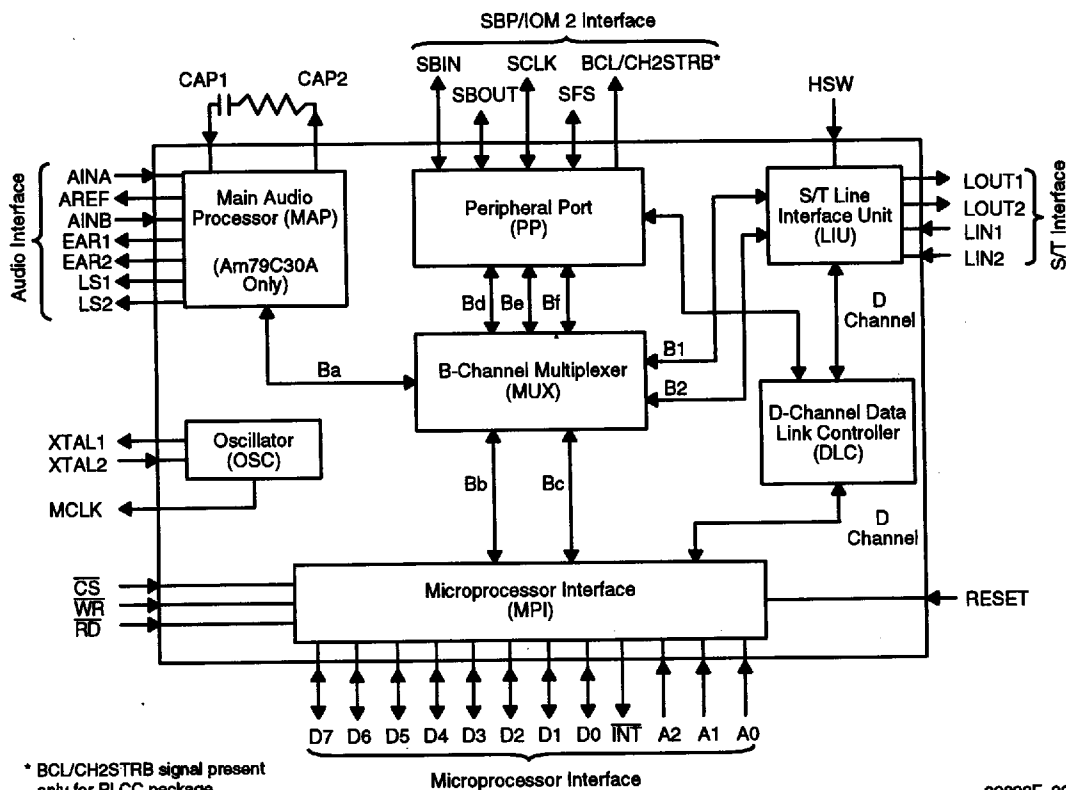 SBP/IOM 2 Interface
SBIN
SCLK
BCL/CH2STRB*
SBOUT
SFS
CAP1
CAP2
HSW
Audio Interface
AINA
AREF
AINB
EAR1
EAR2
LS1
LS2
Main Audio
Processor (MAP)
(Am79C30A
Only)
Peripheral Port
(PP)
S/T Line
Interface Unit
(LIU)
LOUT1
LOUT2
LIN1
LIN2
S/T Interface
Bd
Be
Bf
D
Channel
Ba
B-Channel Multiplexer
(MUX)
B1
B2
D-Channel Data
Link Controller
(DLC)
XTAL1
XTAL2
MCLK
Oscillator
(OSC)
Bb
Bc
D
Channel
CS
WR
RD
Microprocessor Interface
(MPI)
RESET
D7
D6
D5
D4
D3
D2
D1
D0
INT
A2
A1
A0
Microprocessor Interface
* BCL/CH2STRB signal present
only for PLCC package